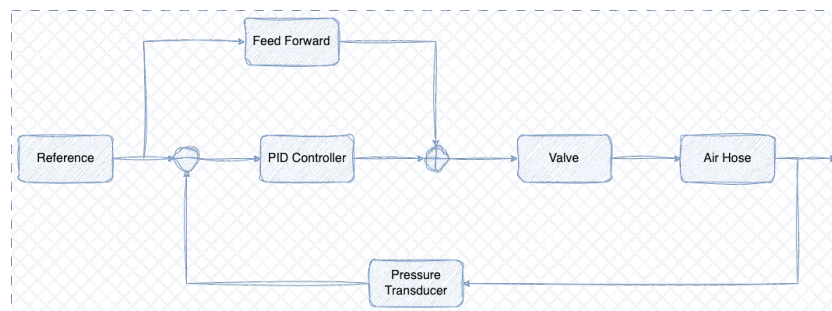 Feed Forward
Reference
PID Controller
Valve
Air Hose
Pressure
Transducer